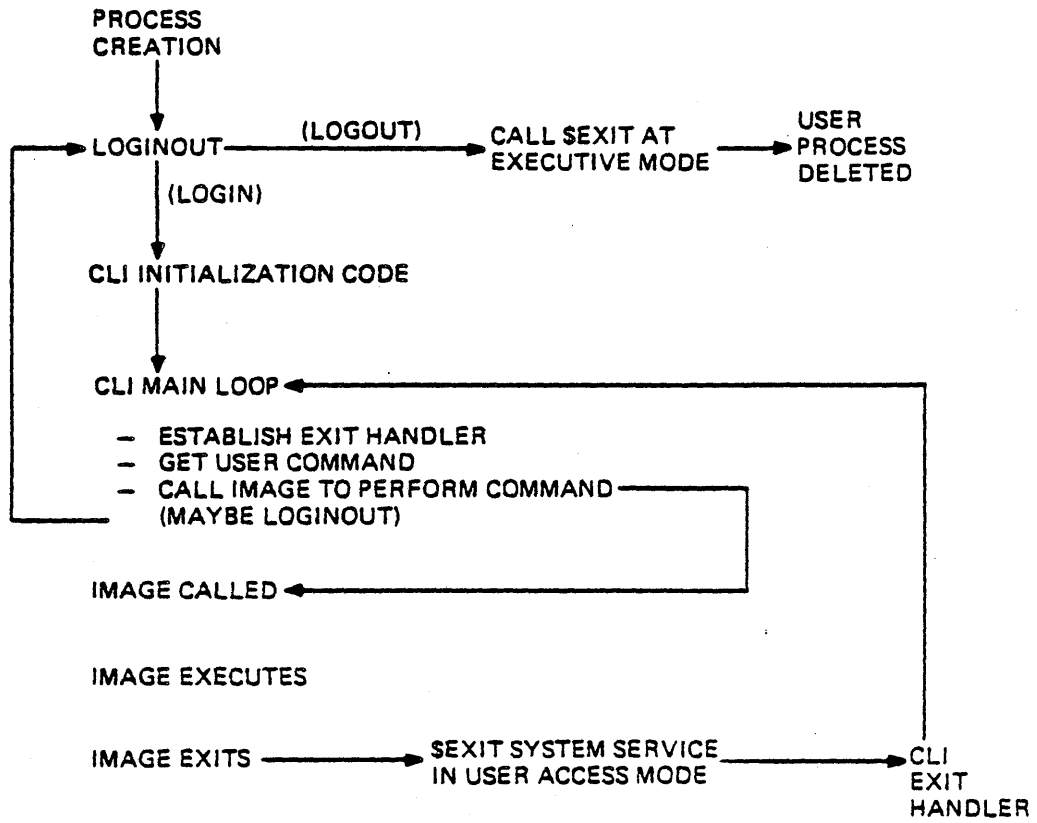 PROCESS
CREATION
LOGINOUT
(LOGOUT)
CALL $EXIT AT
EXECUTIVE MODE
USER
PROCESS
DELETED
(LOGIN)
CLI INITIALIZATION CODE
CLI MAIN LOOP
– ESTABLISH EXIT HANDLER
– GET USER COMMAND
– CALL IMAGE TO PERFORM COMMAND
(MAYBE LOGINOUT)
IMAGE CALLED
IMAGE EXECUTES
IMAGE EXITS
$EXIT SYSTEM SERVICE
IN USER ACCESS MODE
CLI
EXIT
HANDLER